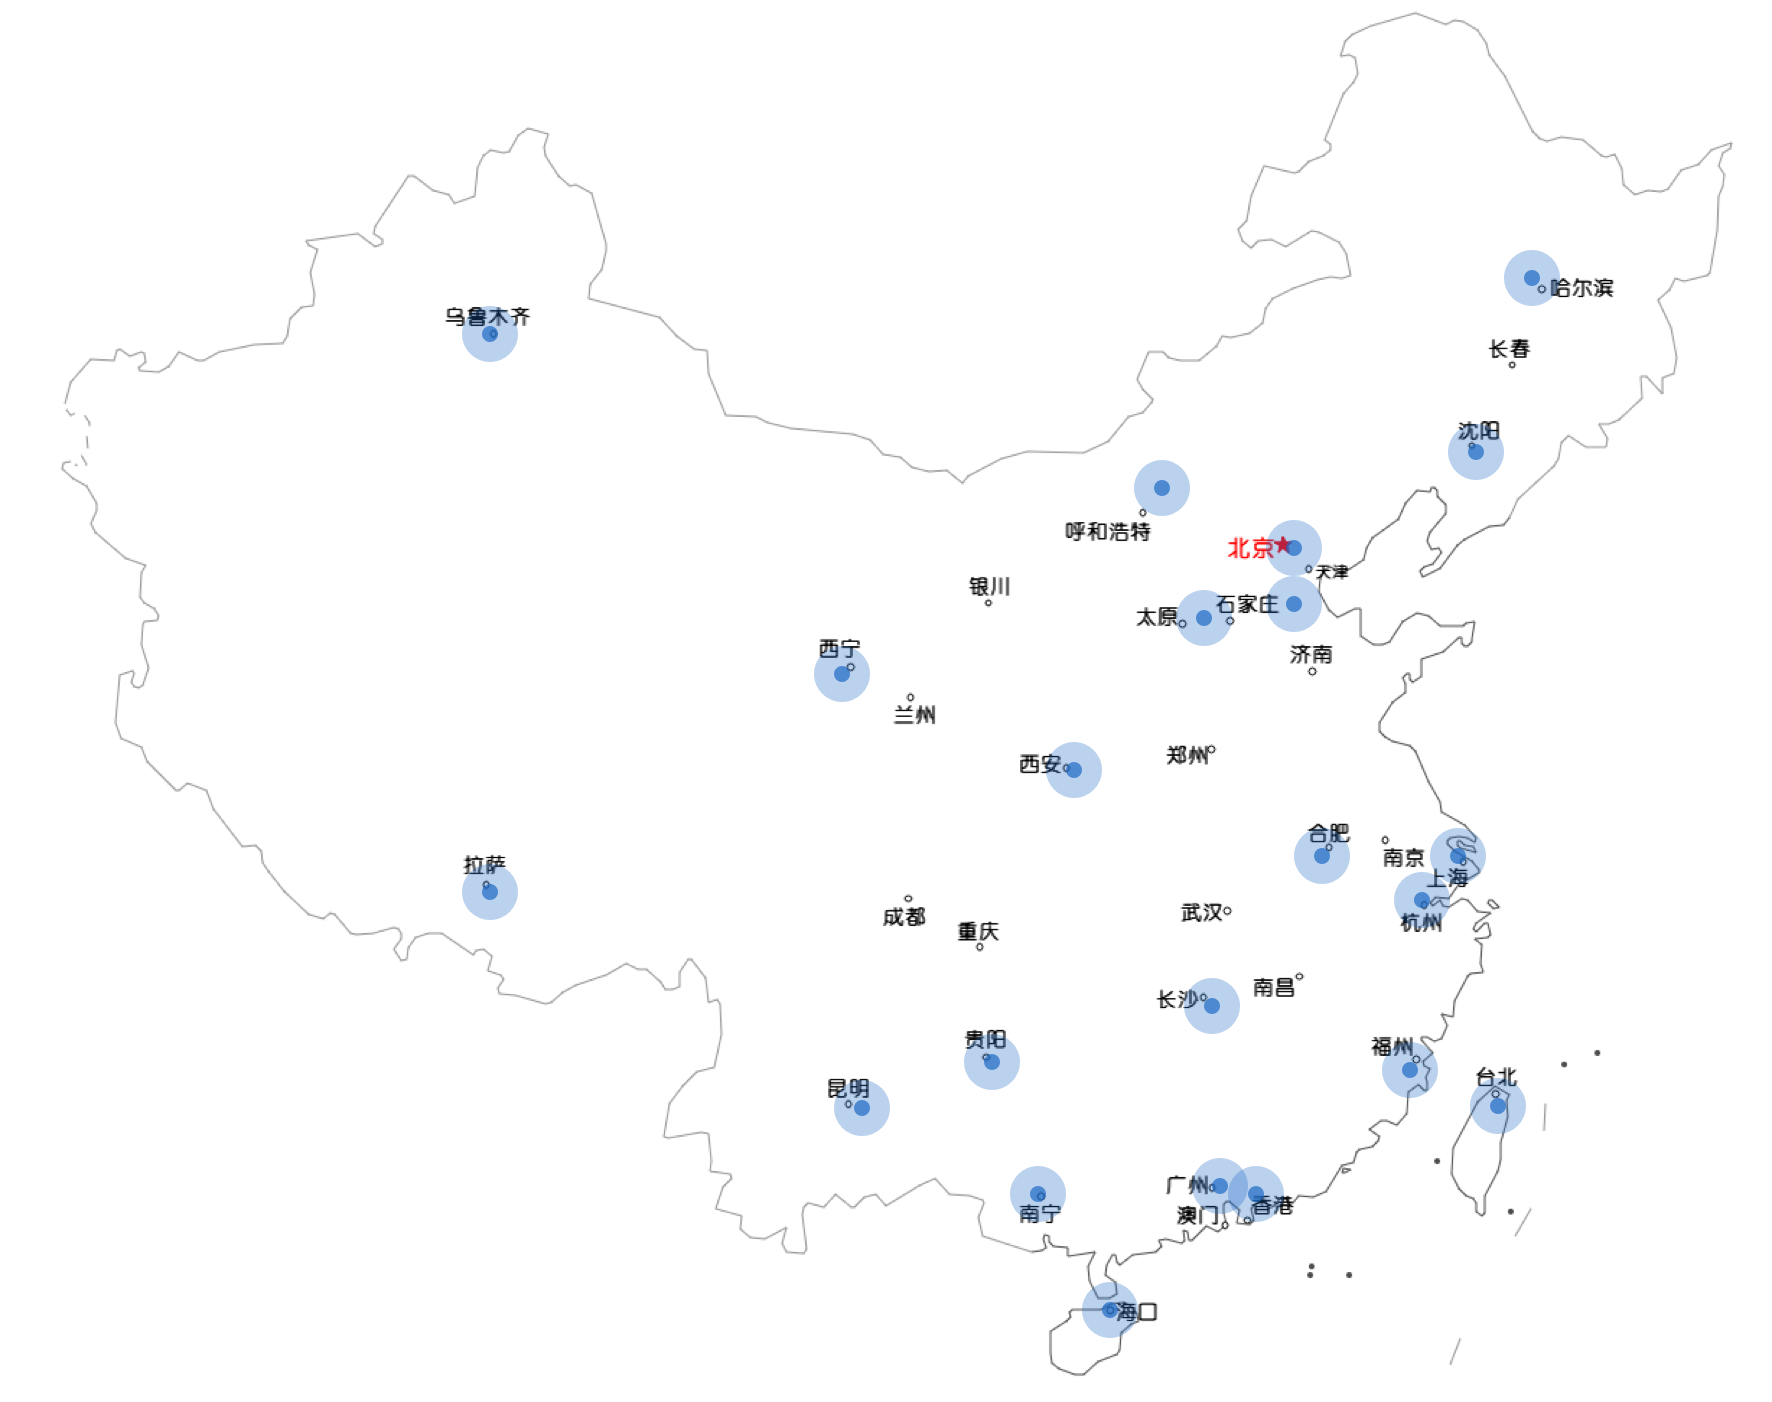 哈尔滨
乌鲁木齐
长春
沈阳
呼和浩特
北京
天津
银川
石家庄
太原
西宁
济南
兰州
郑州
西安
合肥
南京
拉萨
上海
武汉
成都
杭州
重庆
南昌
长沙
贵阳
福州
台北
昆明
广州
香港
南宁
澳门
海口